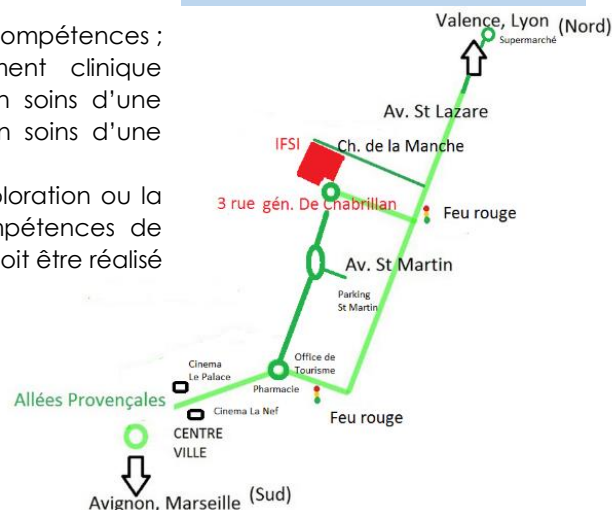 ompétences ;
ment clinique
n soins d'une
n soins d'une
ploration ou la
mpétences de
oit être réalisé
Valence, Lyon (Nord)
Supermarché
Av. St Lazare
IFSI
Ch. de la Manche
3 rue gén. De Chabrillan
Feu rouge
Av. St Martin
Parking
St Martin
Office de
Tourisme
Cinema
Le Palace
Pharmacie
Allées Provençales
Cinema La Nef
Feu rouge
CENTRE
VILLE
Avignon, Marseille (Sud)